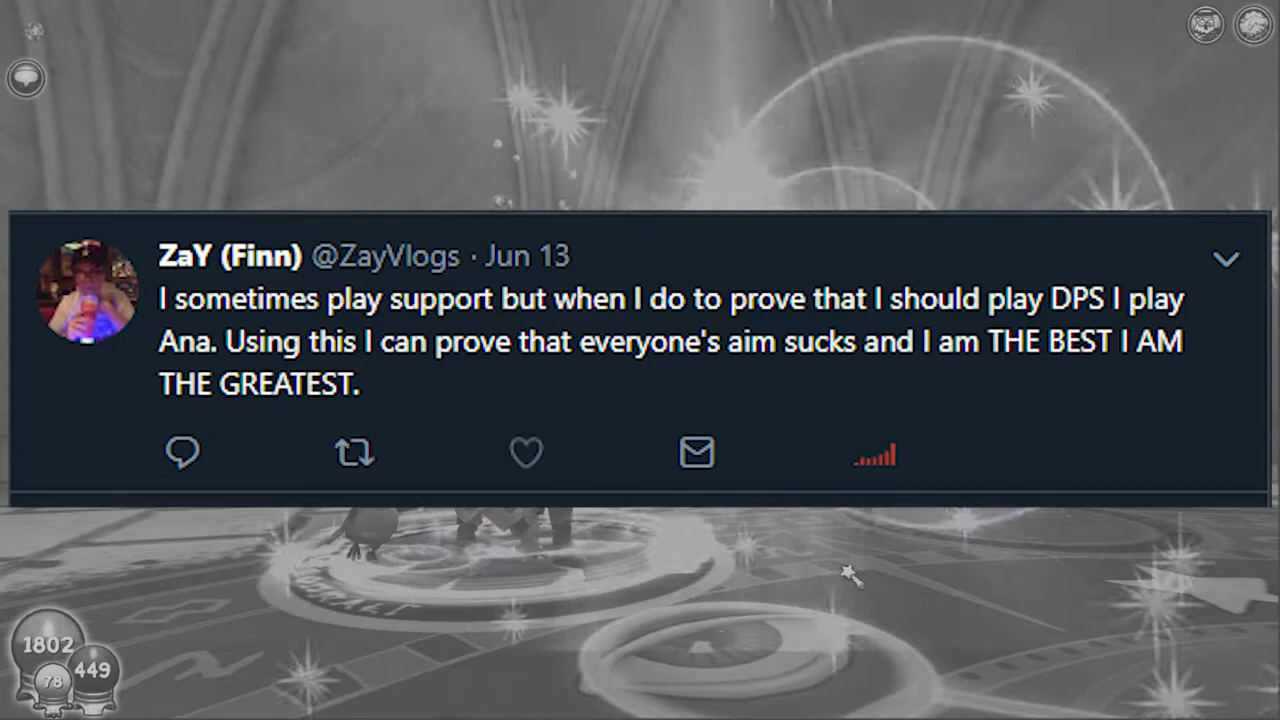 ZaY (Finn) @ZayVlogs · Jun 13
I sometimes play support but when I do to prove that I should play DPS I play
Ana. Using this I can prove that everyone's aim sucks and I am THE BEST I AM
THE GREATEST.
1802
449
78